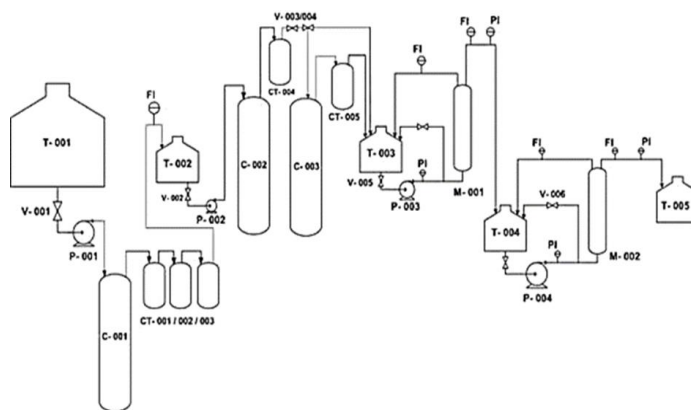 T-001
V-001
P-001
C-001
CT-001 / 002 / 003
FI
T-002
V-002
P-002
C-002
CT-004
V-003/004
C-003
CT-005
T-003
V-005
P-003
PI
FI
M-001
FI
PI
T-004
P-004
PI
FI
V-006
M-002
FI
PI
T-005